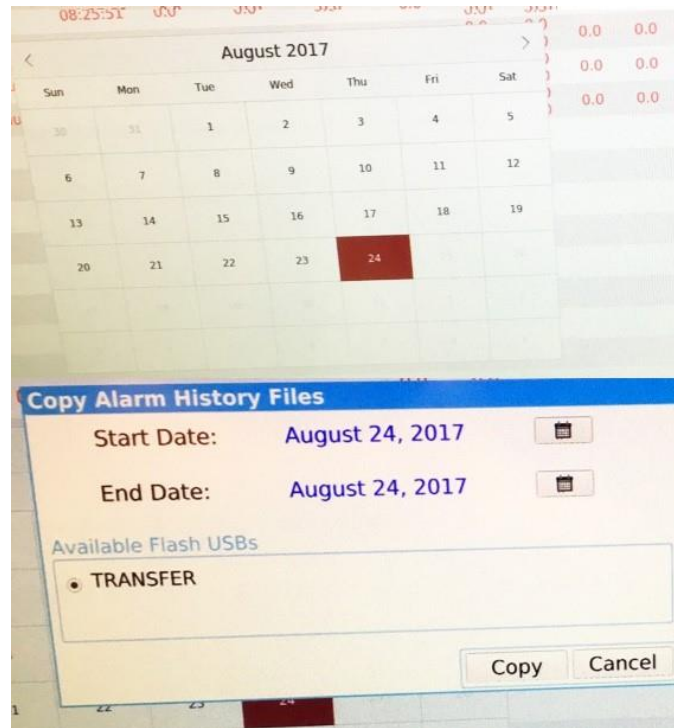 08:25:51
August 2017
0.0 0.0
Sun Mon Tue Wed Thu Fri Sat
0.0 0.0
30 31 1 2 3 4 5
0.0 0.0
6 7 8 9 10 11 12
13 14 15 16 17 18 19
20 21 22 23 24
Copy Alarm History Files
Start Date: August 24, 2017
End Date: August 24, 2017
Available Flash USBs
TRANSFER
Copy Cancel
22 23 24